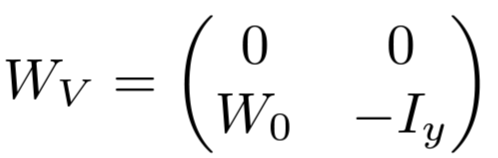 W_V = \begin{pmatrix} 0 & 0 \\ W_0 & -I_y \end{pmatrix}